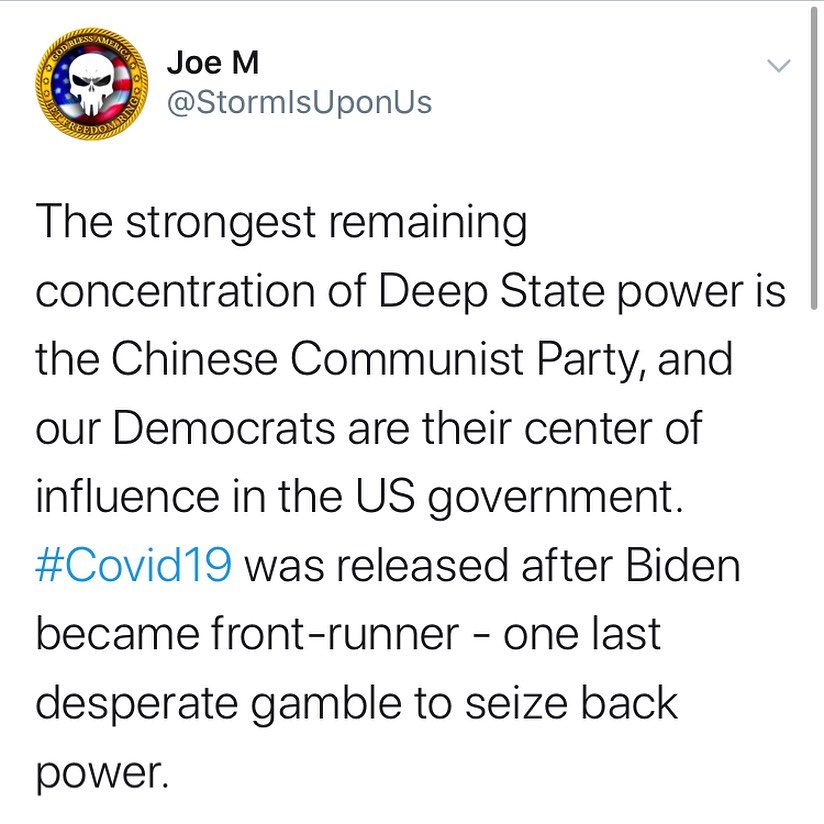 GOD BLESS AMERICA
LET FREEDOM RING
Joe M
@StormIsUponUs
The strongest remaining
concentration of Deep State power is
the Chinese Communist Party, and
our Democrats are their center of
influence in the US government.
#Covid19 was released after Biden
became front-runner - one last
desperate gamble to seize back
power.